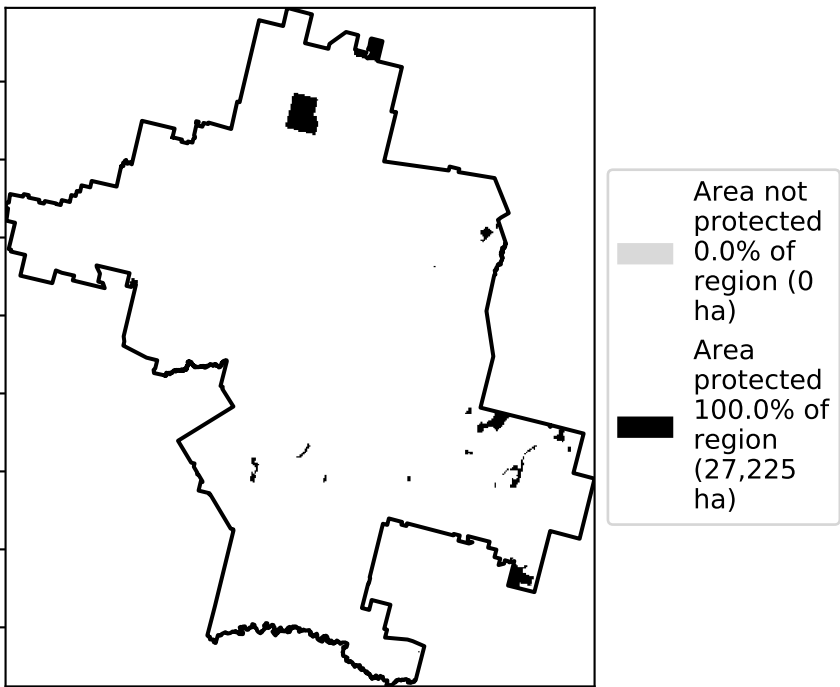 Area not
protected
0.0% of
region (0
ha)
Area
protected
100.0% of
region
(27,225
ha)